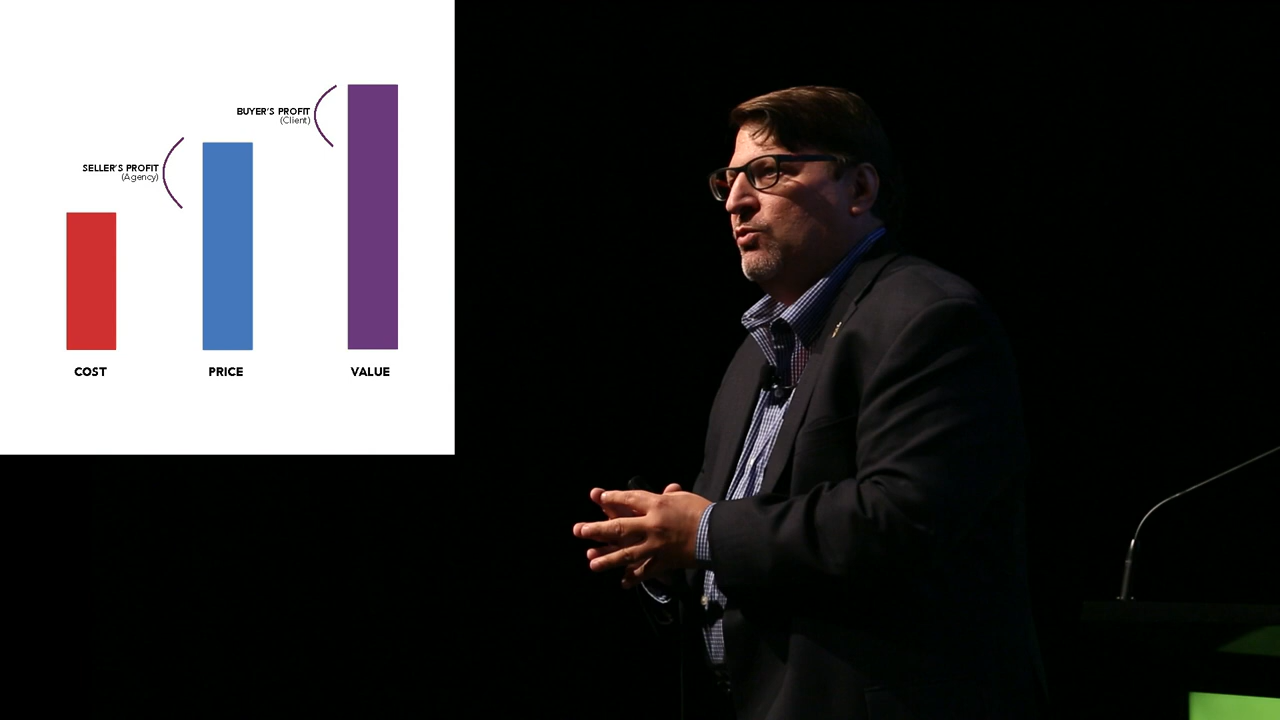 BUYER'S PROFIT
(Client)
SELLER'S PROFIT
(Agency)
COST
PRICE
VALUE